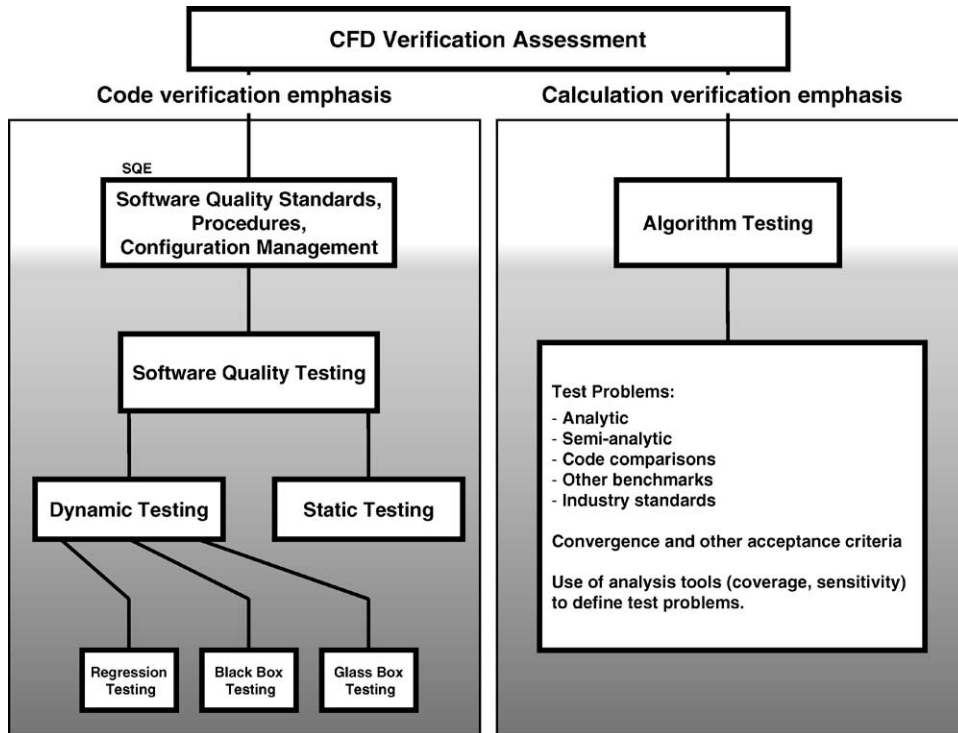 CFD Verification Assessment
Code verification emphasis
Calculation verification emphasis
SQE
Software Quality Standards,
Procedures,
Configuration Management
Algorithm Testing
Software Quality Testing
Test Problems:
- Analytic
- Semi-analytic
- Code comparisons
- Other benchmarks
- Industry standards
Convergence and other acceptance criteria
Use of analysis tools (coverage, sensitivity)
to define test problems.
Dynamic Testing
Static Testing
Regression
Testing
Black Box
Testing
Glass Box
Testing